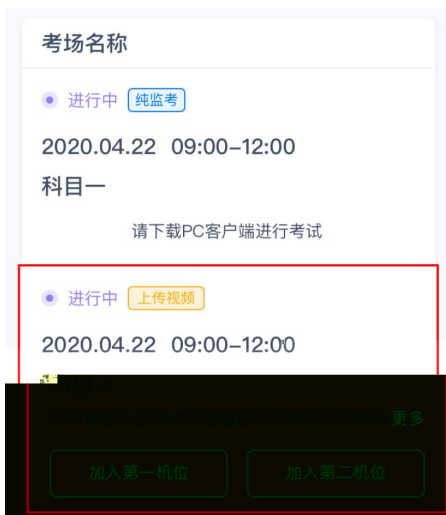 考场名称
进行中 纯监考
2020.04.22 09:00-12:00
科目一
请下载PC客户端进行考试
进行中 上传视频
2020.04.22 09:00-12:00
更多
加入第一机位 加入第二机位